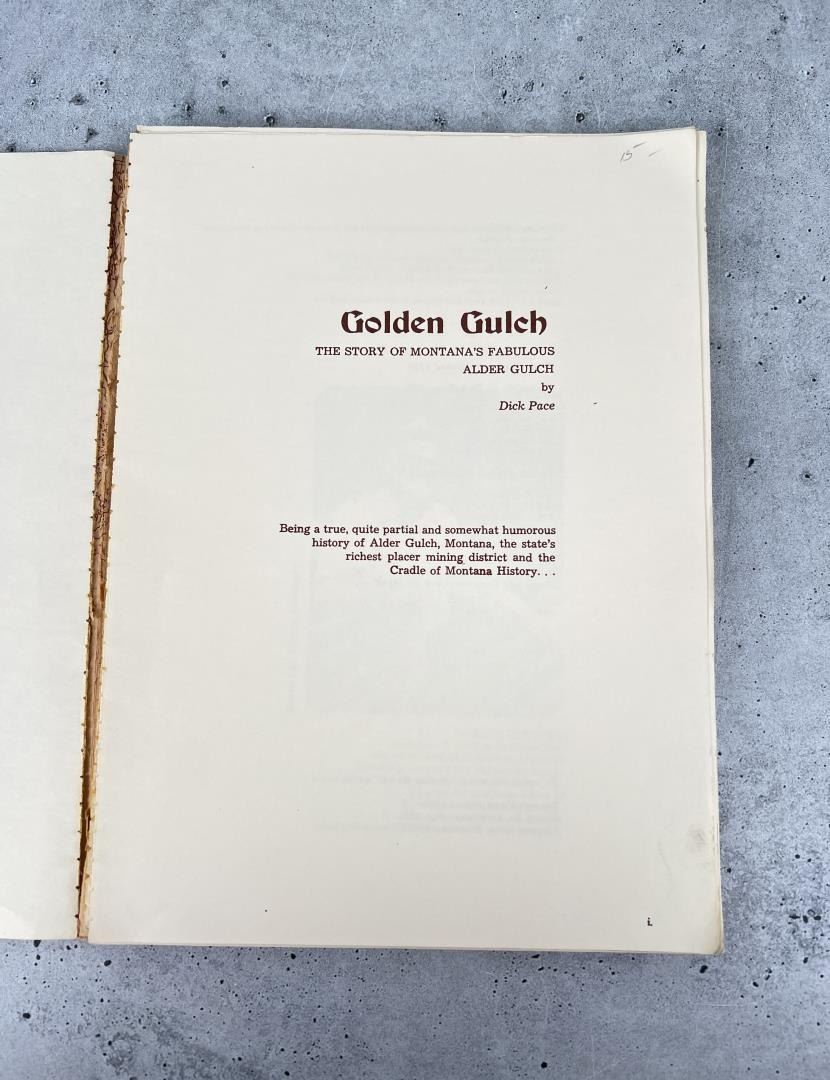 15 —
Golden Gulch
THE STORY OF MONTANA'S FABULOUS
ALDER GULCH
by
Dick Pace
Being a true, quite partial and somewhat humorous
history of Alder Gulch, Montana, the state's
richest placer mining district and the
Cradle of Montana History. . .
i.